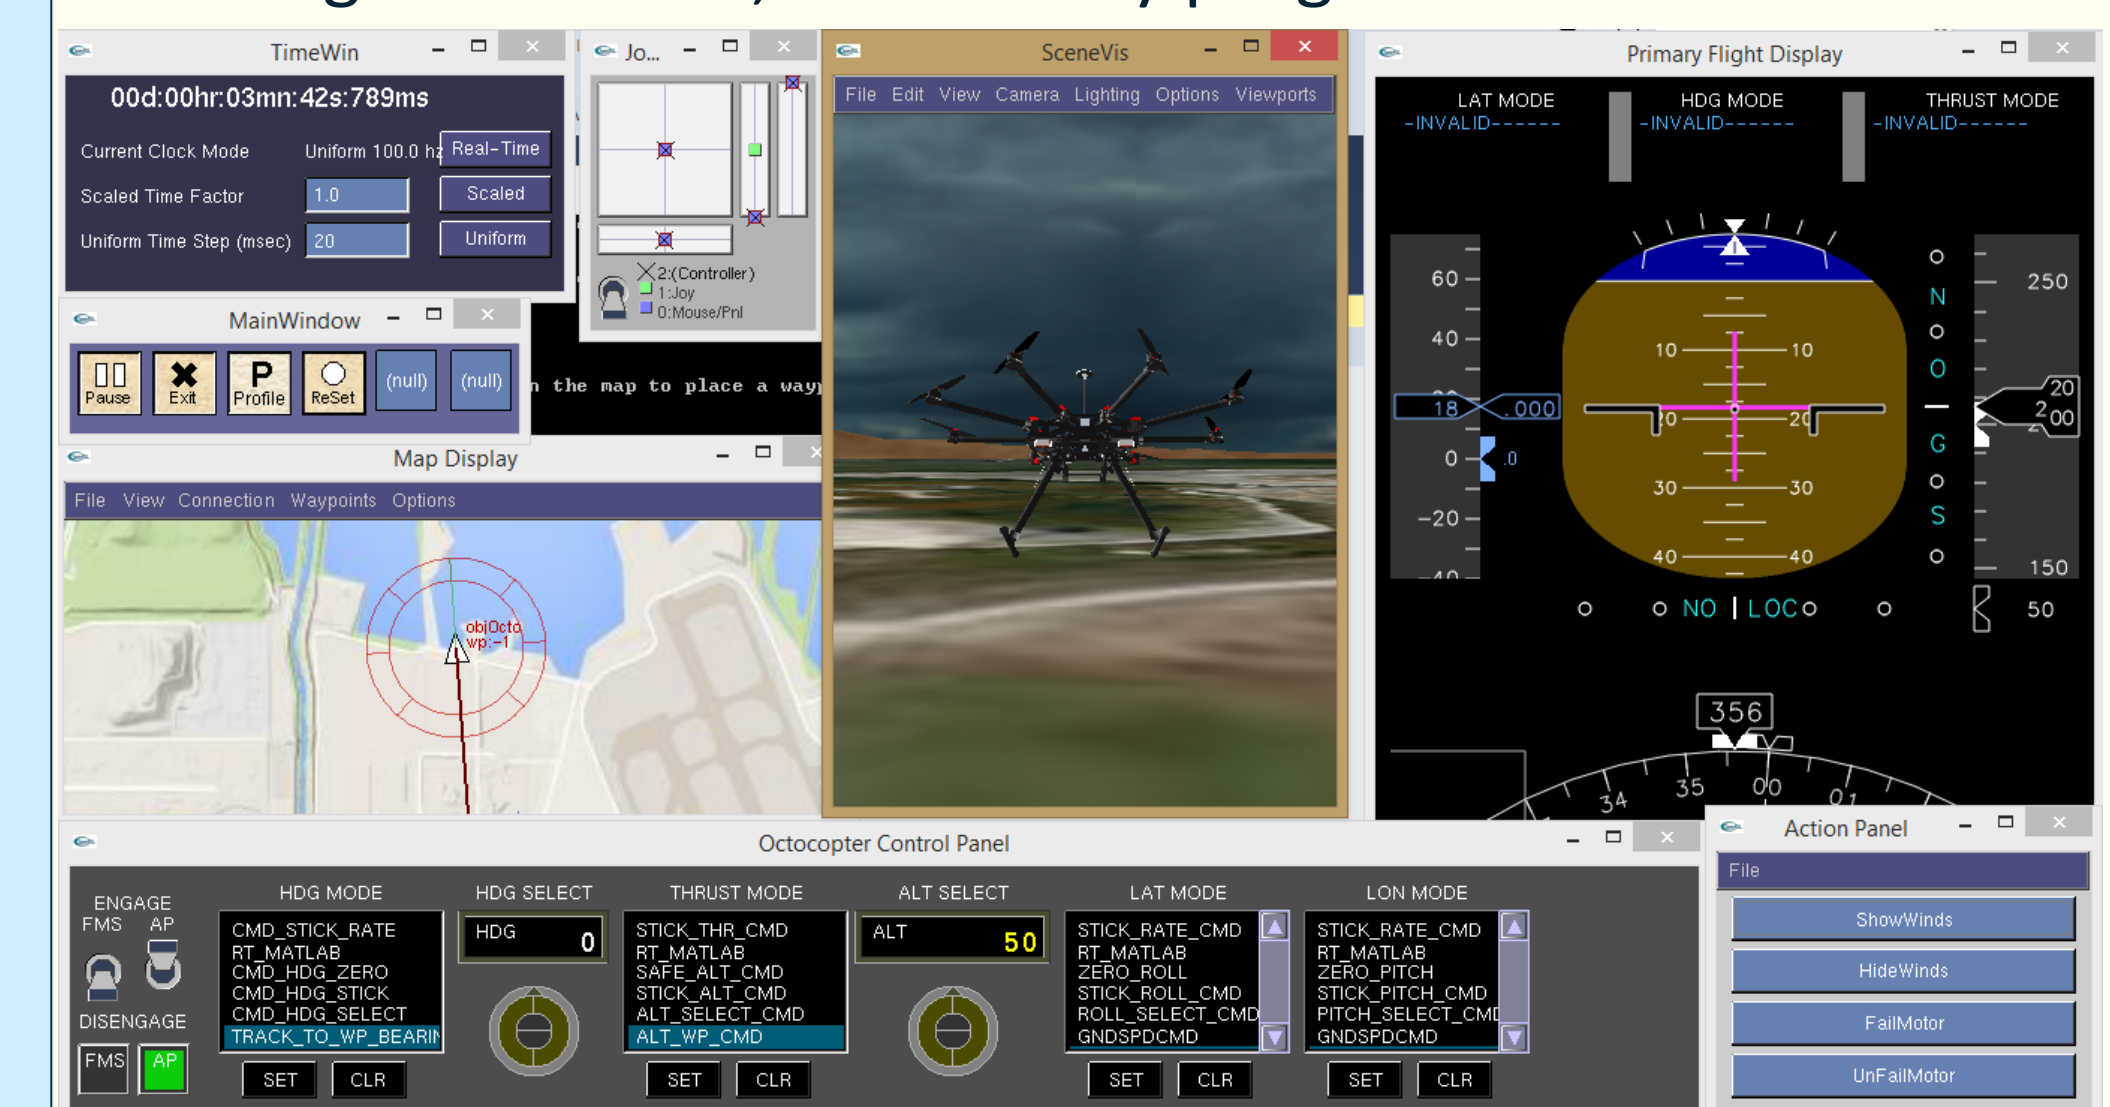 TimeWin
00d:00hr:03mn:42s:789ms
Current Clock Mode Uniform 100.0 hz Real-Time
Scaled Time Factor 1.0 Scaled
Uniform Time Step (msec) 20 Uniform
Jo...
2:(Controller)
1:Joy
0:Mouse/Pnl
MainWindow
Pause Exit P Profile ReSet (null) (null)
the map to place a
Map Display
File View Connection Waypoints Options
objOcto
wp:-1
SceneVis
File Edit View Camera Lighting Options Viewports
Primary Flight Display
LAT MODE HDG MODE THRUST MODE
-INVALID------ -INVALID------ -INVALID------
60
40
18 .000
0 .0
-20
-40
10 10
20 20
30 30
40 40
N
O
G
S
250
20
2 00
150
50
NO LOC
356
34 35 00 01
Octocopter Control Panel
ENGAGE
FMS AP
DISENGAGE
FMS AP
HDG MODE
CMD_STICK_RATE
RT_MATLAB
CMD_HDG_ZERO
CMD_HDG_STICK
CMD_HDG_SELECT
TRACK_TO_WP_BEARIN
SET CLR
HDG SELECT
HDG 0
THRUST MODE
STICK_THR_CMD
RT_MATLAB
SAFE_ALT_CMD
STICK_ALT_CMD
ALT_SELECT_CMD
ALT_WP_CMD
SET CLR
ALT SELECT
ALT 50
LAT MODE
STICK_RATE_CMD
RT_MATLAB
ZERO_ROLL
STICK_ROLL_CMD
ROLL_SELECT_CMD
GNDSPDCMD
SET CLR
LON MODE
STICK_RATE_CMD
RT_MATLAB
ZERO_PITCH
STICK_PITCH_CMD
PITCH_SELECT_CMD
GNDSPDCMD
SET CLR
Action Panel
File
ShowWinds
HideWinds
FailMotor
UnFailMotor